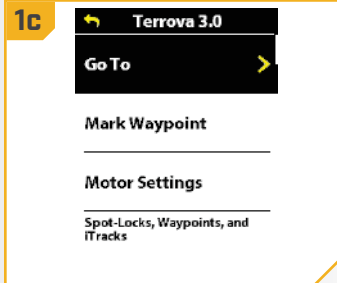 1c
Terrova 3.0
Go To
Mark Waypoint
Motor Settings
Spot-Locks, Waypoints, and
iTracks